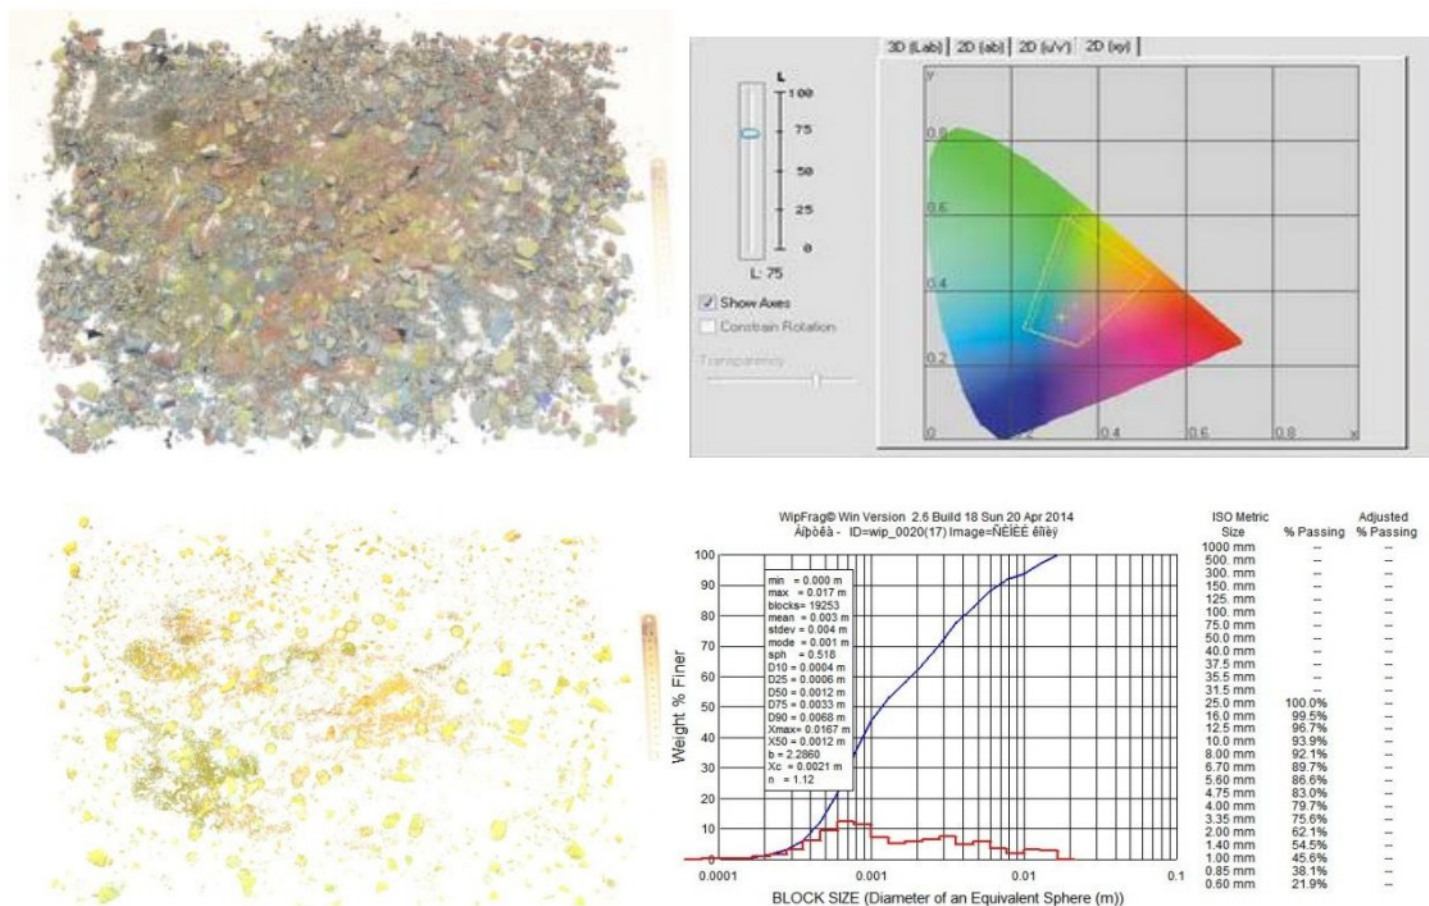 3D (Lab) 2D (ab) 2D (u'v') 2D (xy)
L
100
75
50
25
0
L: 75
Show Axes
Constrain Rotation
Transparency
y
0.8
0.6
0.4
0.2
0 0.2 0.4 0.6 0.8 x
WipFrag© Win Version 2.6 Build 18 Sun 20 Apr 2014
Âiþòêà - ID=wip_0020(17) Image=ÑÈÍÈÉ êîïèÿ
100
90
80
70
60
50
40
30
20
10
0
Weight % Finer
min = 0.000 m
max = 0.017 m
blocks= 19253
mean = 0.003 m
stdev = 0.004 m
mode = 0.001 m
sph = 0.518
D10 = 0.0004 m
D25 = 0.0006 m
D50 = 0.0012 m
D75 = 0.0033 m
D90 = 0.0068 m
Xmax= 0.0167 m
X50 = 0.0012 m
b = 2.2860
Xc = 0.0021 m
n = 1.12
0.0001 0.001 0.01 0.1
BLOCK SIZE (Diameter of an Equivalent Sphere (m))
ISO Metric Adjusted
Size % Passing % Passing
1000 mm -- --
500. mm -- --
300. mm -- --
150. mm -- --
125. mm -- --
100. mm -- --
75.0 mm -- --
50.0 mm -- --
40.0 mm -- --
37.5 mm -- --
35.5 mm -- --
31.5 mm -- --
25.0 mm 100.0% --
16.0 mm 99.5% --
12.5 mm 96.7% --
10.0 mm 93.9% --
8.00 mm 92.1% --
6.70 mm 89.7% --
5.60 mm 86.6% --
4.75 mm 83.0% --
4.00 mm 79.7% --
3.35 mm 75.6% --
2.00 mm 62.1% --
1.40 mm 54.5% --
1.00 mm 45.6% --
0.85 mm 38.1% --
0.60 mm 21.9% --